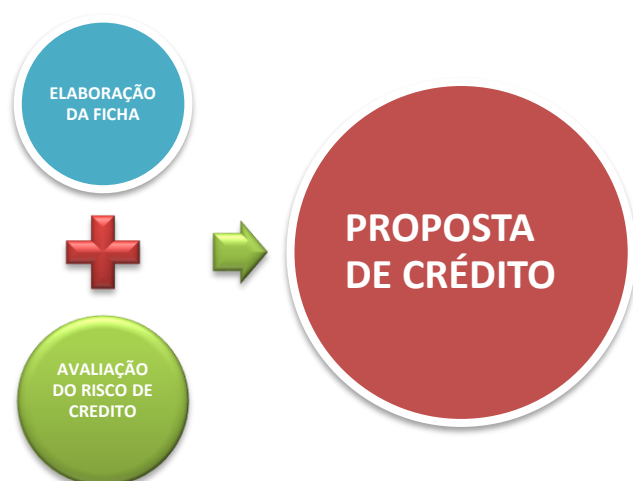 ELABORAÇÃO
DA FICHA
PROPOSTA
DE CRÉDITO
AVALIAÇÃO
DO RISCO DE
CREDITO